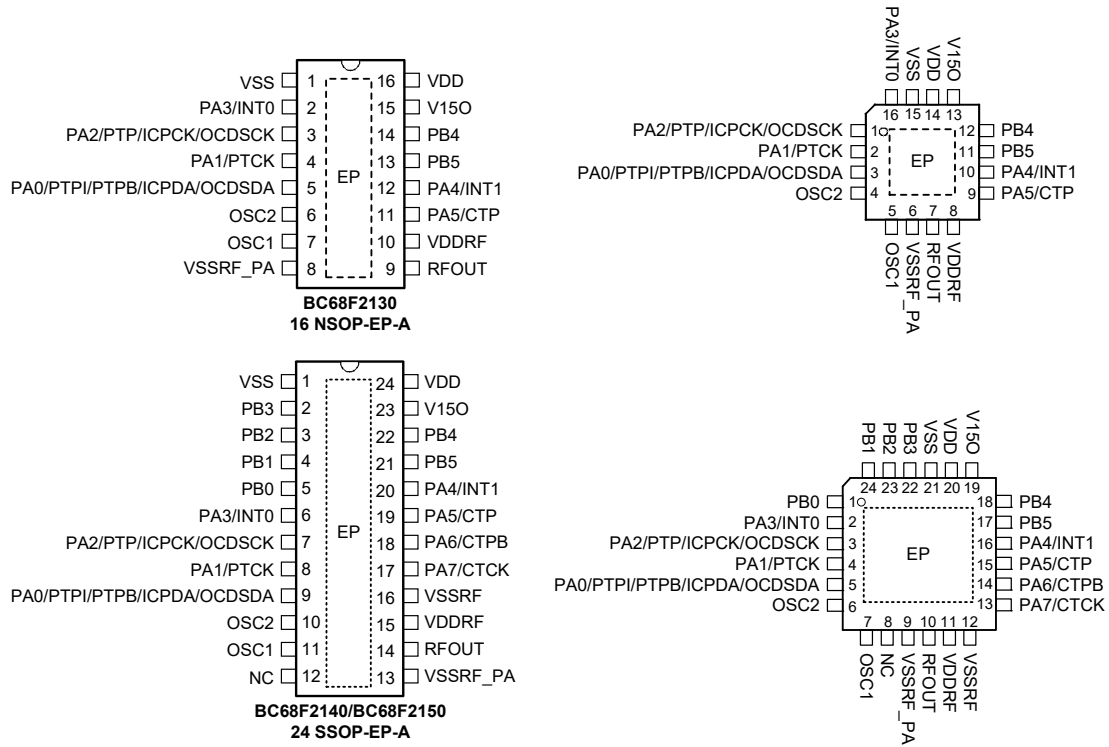 VSS 1 16 VDD
PA3/INT0 2 15 V15O
PA2/PTP/ICPCK/OCDSCK 3 14 PB4
PA1/PTCK 4 13 PB5
PA0/PTPI/PTPB/ICPDA/OCDSDA 5 12 PA4/INT1
OSC2 6 11 PA5/CTP
OSC1 7 10 VDDRF
VSSRF_PA 8 9 RFOUT
EP
BC68F2130
16 NSOP-EP-A
PA3/INT0 VSS VDD V15O
16 15 14 13
PA2/PTP/ICPCK/OCDSCK 1 12 PB4
PA1/PTCK 2 11 PB5
PA0/PTPI/PTPB/ICPDA/OCDSDA 3 10 PA4/INT1
OSC2 4 9 PA5/CTP
EP
5 6 7 8
OSC1 VSSRF_PA RFOUT VDDRF
VSS 1 24 VDD
PB3 2 23 V15O
PB2 3 22 PB4
PB1 4 21 PB5
PB0 5 20 PA4/INT1
PA3/INT0 6 19 PA5/CTP
PA2/PTP/ICPCK/OCDSCK 7 18 PA6/CTPB
PA1/PTCK 8 17 PA7/CTCK
PA0/PTPI/PTPB/ICPDA/OCDSDA 9 16 VSSRF
OSC2 10 15 VDDRF
OSC1 11 14 RFOUT
NC 12 13 VSSRF_PA
EP
BC68F2140/BC68F2150
24 SSOP-EP-A
PB1 PB2 PB3 VSS VDD V15O
24 23 22 21 20 19
PB0 1 18 PB4
PA3/INT0 2 17 PB5
PA2/PTP/ICPCK/OCDSCK 3 16 PA4/INT1
PA1/PTCK 4 15 PA5/CTP
PA0/PTPI/PTPB/ICPDA/OCDSDA 5 14 PA6/CTPB
OSC2 6 13 PA7/CTCK
EP
7 8 9 10 11 12
OSC1 NC VSSRF_PA RFOUT VDDRF VSSRF